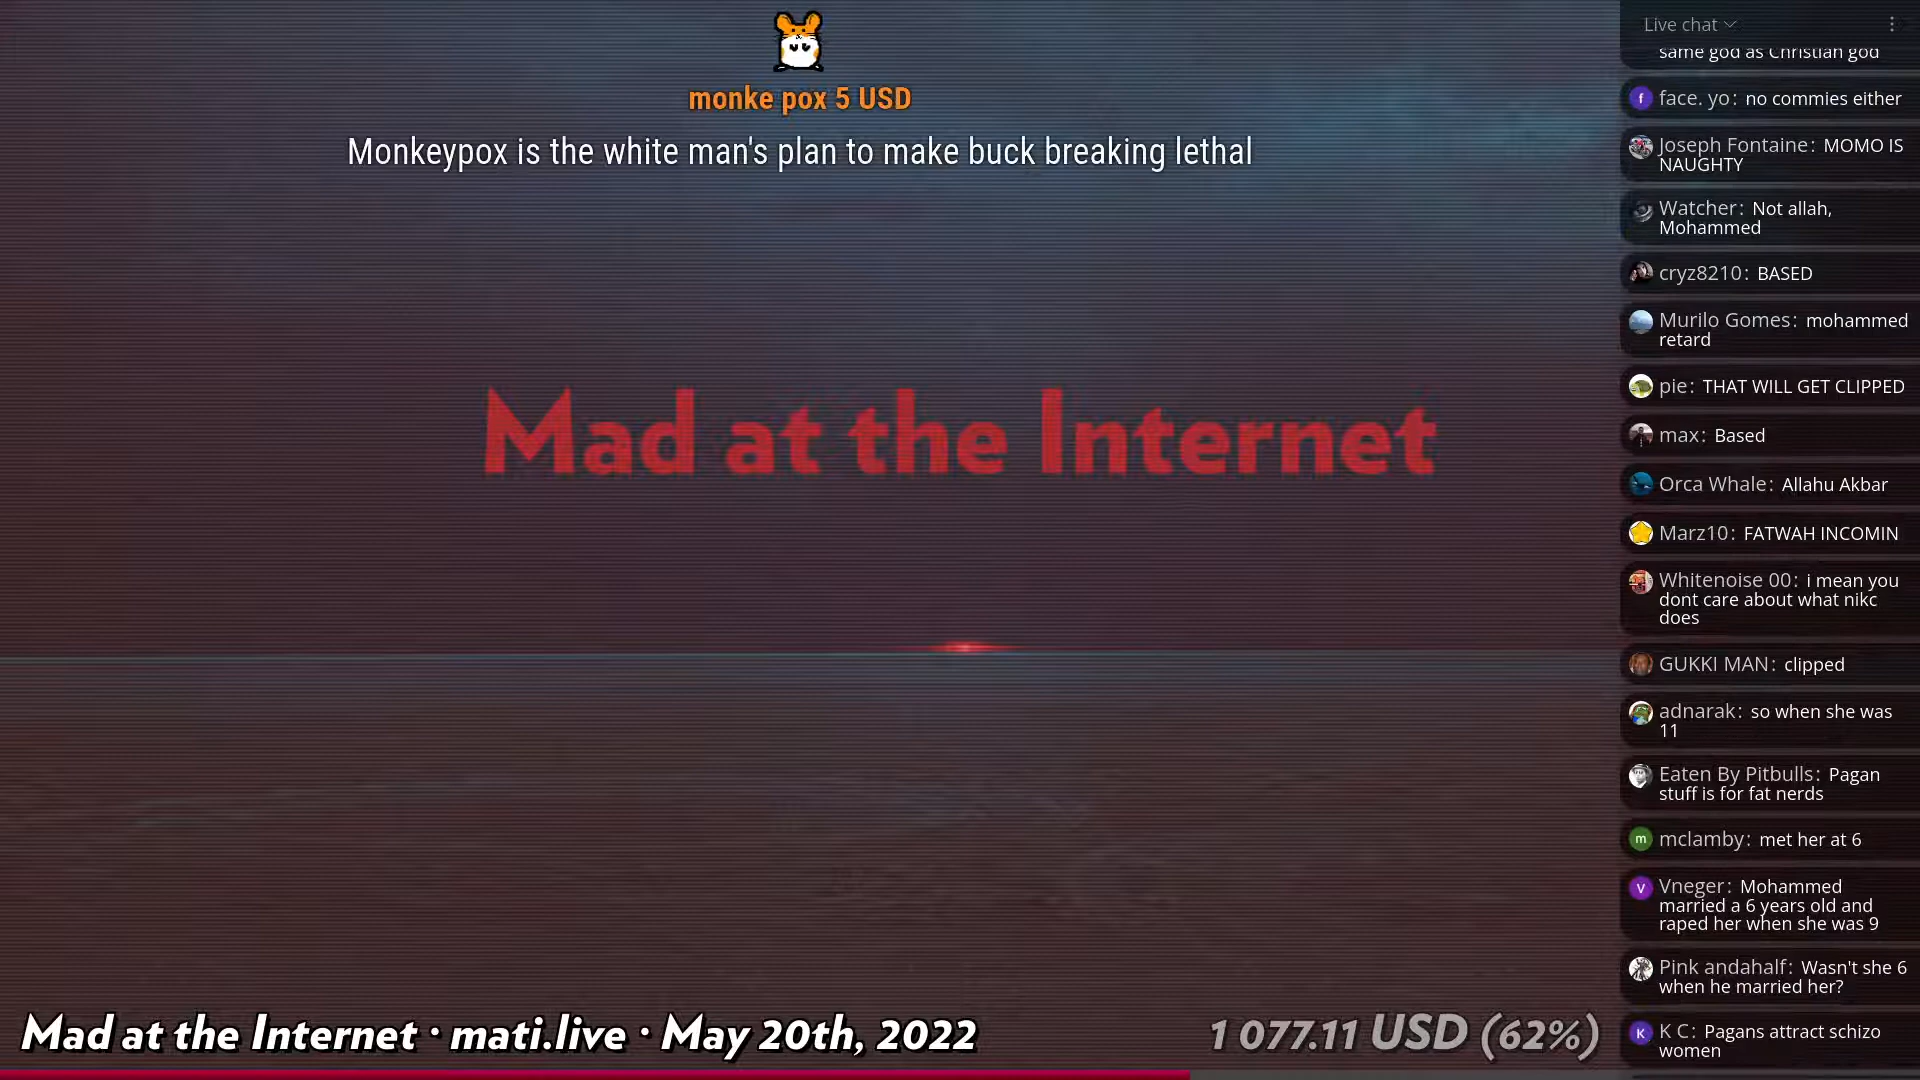 monke pox 5 USD
Monkeypox is the white man's plan to make buck breaking lethal
Mad at the Internet
Mad at the Internet · mati.live · May 20th, 2022
1 077.11 USD (62%)
Live chat
same god as Christian god
f face. yo: no commies either
Joseph Fontaine: MOMO IS
NAUGHTY
Watcher: Not allah,
Mohammed
cryz8210: BASED
Murilo Gomes: mohammed
retard
pie: THAT WILL GET CLIPPED
max: Based
Orca Whale: Allahu Akbar
Marz10: FATWAH INCOMIN
Whitenoise 00: i mean you
dont care about what nikc
does
GUKKI MAN: clipped
adnarak: so when she was
11
Eaten By Pitbulls: Pagan
stuff is for fat nerds
m mclamby: met her at 6
V Vneger: Mohammed
married a 6 years old and
raped her when she was 9
Pink andahalf: Wasn't she 6
when he married her?
K K C: Pagans attract schizo
women